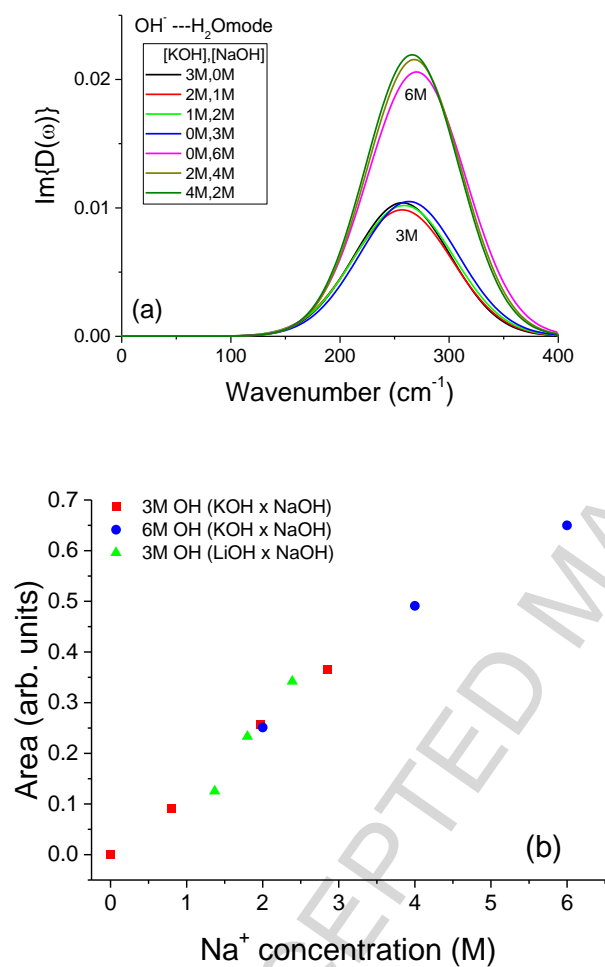 OH⁻ ---H₂Omode
[KOH],[NaOH]
3M,0M
2M,1M
1M,2M
0M,3M
0M,6M
2M,4M
4M,2M
6M
3M
(a)
Im{D(ω)}
0.02
0.01
0.00
0 100 200 300 400
Wavenumber (cm⁻¹)
3M OH (KOH x NaOH)
6M OH (KOH x NaOH)
3M OH (LiOH x NaOH)
Area (arb. units)
0.7
0.6
0.5
0.4
0.3
0.2
0.1
0.0
(b)
0 1 2 3 4 5 6
Na⁺ concentration (M)
CEPTED MA